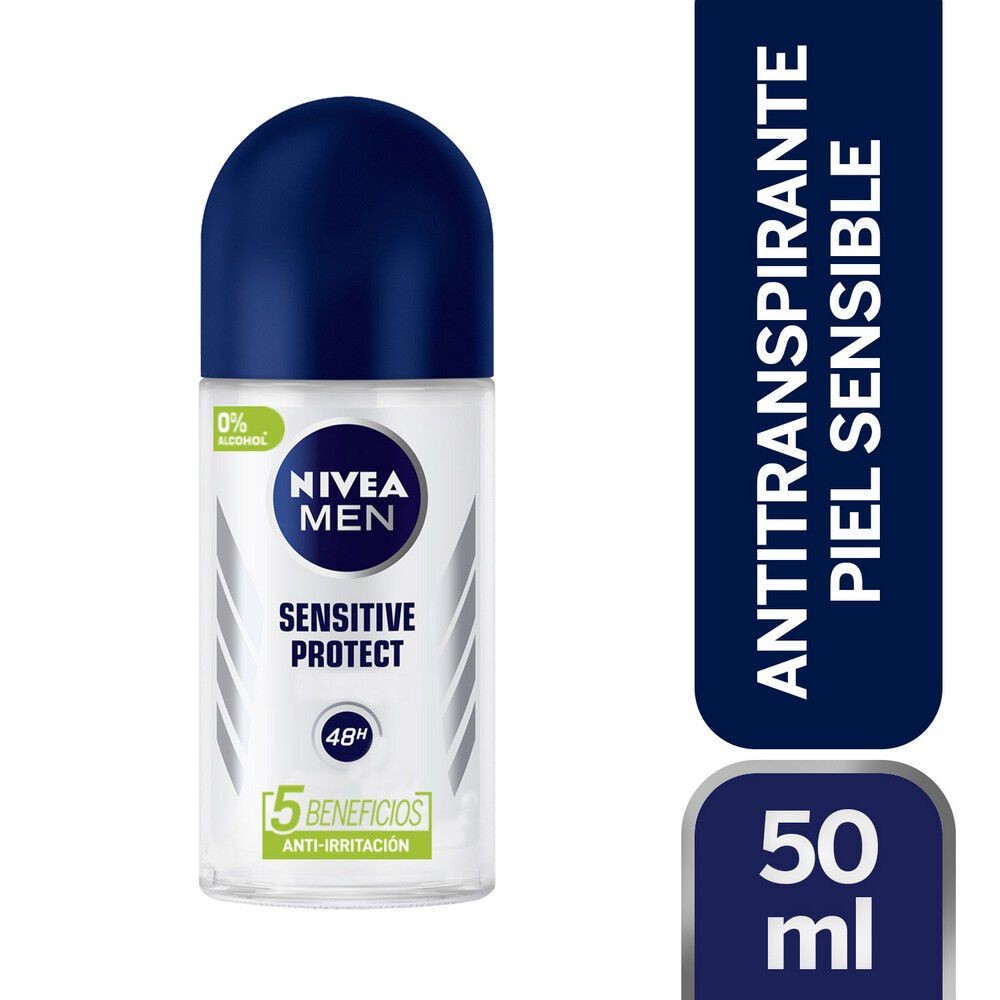 0%
ALCOHOL*
NIVEA
MEN
SENSITIVE
PROTECT
48H
5 BENEFICIOS
ANTI-IRRITACIÓN
ANTITRANSPIRANTE
PIEL SENSIBLE
50
ml